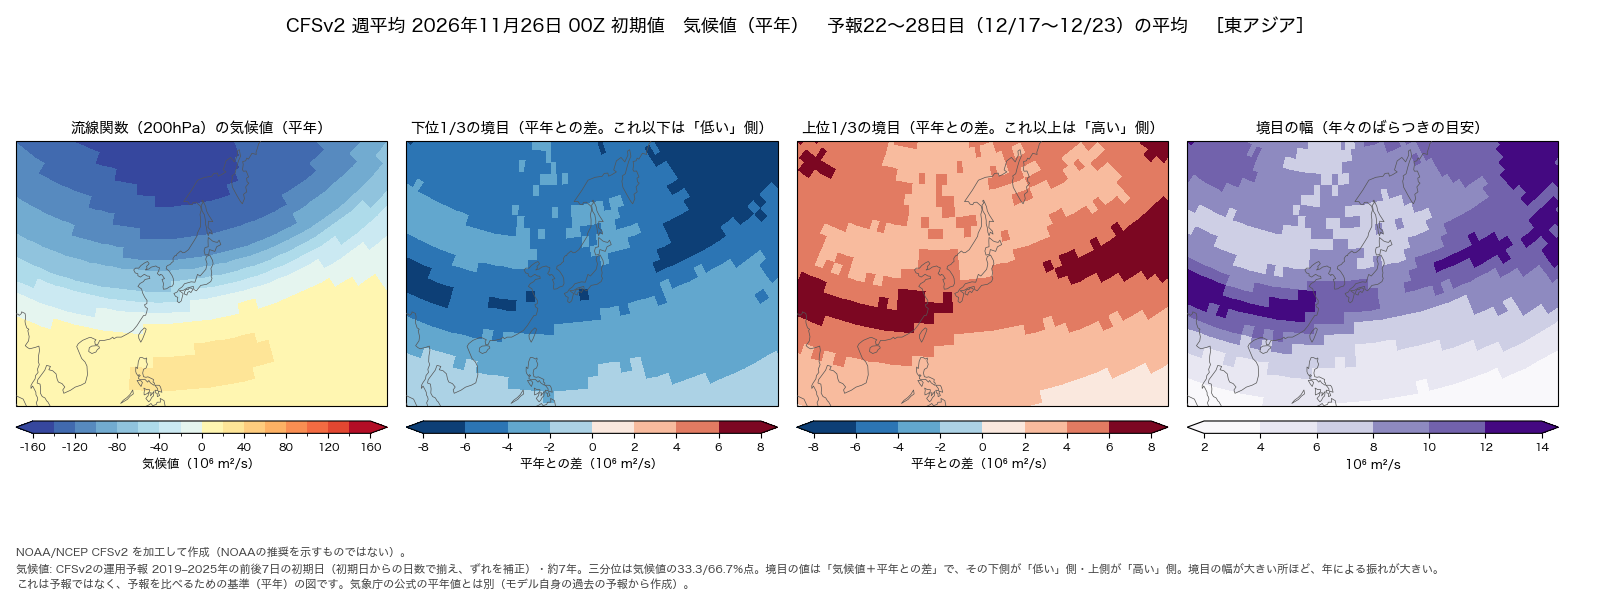 CFSv2 週平均 2026年11月26日 00Z 初期値　気候値（平年）　予報22～28日目（12/17～12/23）の平均　［東アジア］
流線関数（200hPa）の気候値（平年）
下位1/3の境目（平年との差。これ以下は「低い」側）
上位1/3の境目（平年との差。これ以上は「高い」側）
境目の幅（年々のばらつきの目安）
-160 -120 -80 -40 0 40 80 120 160
気候値（10⁶ m²/s）
-8 -6 -4 -2 0 2 4 6 8
平年との差（10⁶ m²/s）
-8 -6 -4 -2 0 2 4 6 8
平年との差（10⁶ m²/s）
2 4 6 8 10 12 14
10⁶ m²/s
NOAA/NCEP CFSv2 を加工して作成（NOAAの推奨を示すものではない）。
気候値: CFSv2の運用予報 2019–2025年の前後7日の初期日（初期日からの日数で揃え、ずれを補正）・約7年。三分位は気候値の33.3/66.7%点。境目の値は「気候値＋平年との差」で、その下側が「低い」側・上側が「高い」側。境目の幅が大きい所ほど、年による振れが大きい。
これは予報ではなく、予報を比べるための基準（平年）の図です。気象庁の公式の平年値とは別（モデル自身の過去の予報から作成）。